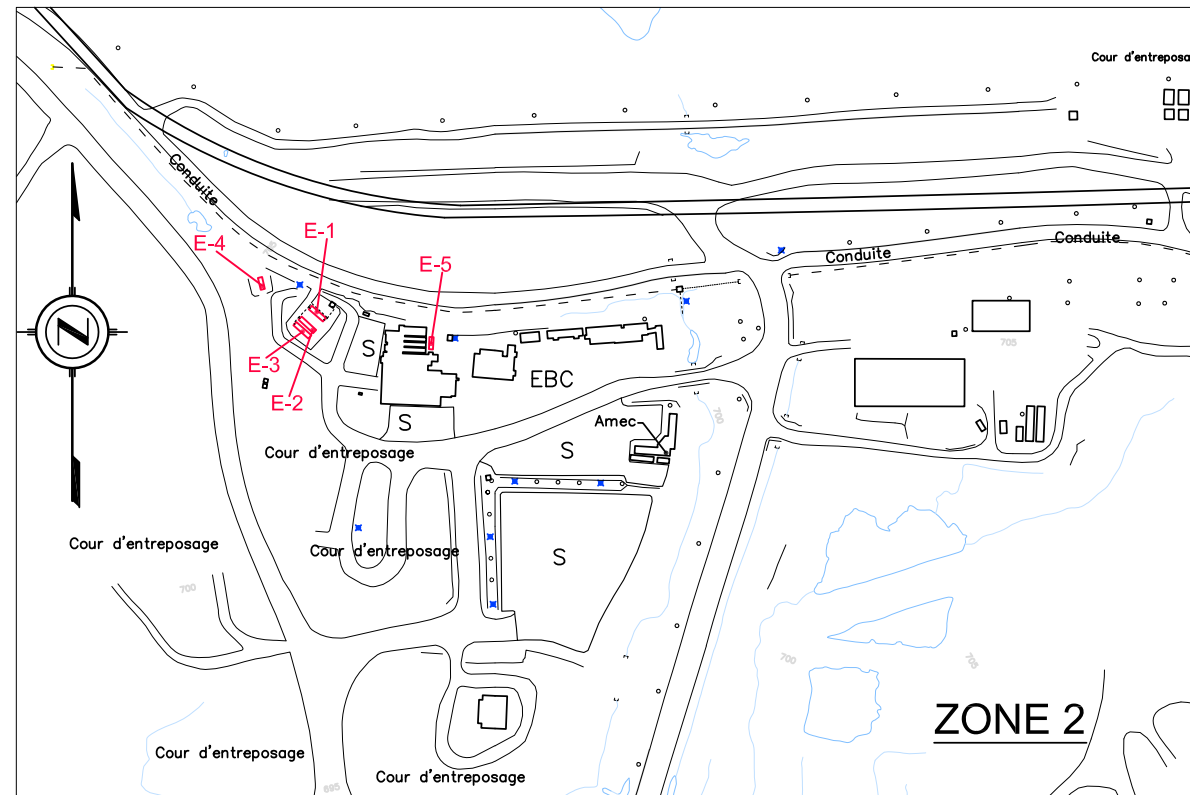 Cour d'entreposa
Conduite
E-1
E-4
Conduite
Conduite
E-5
N
705
S
E-3
EBC
E-2
700
S
Amec
S
Cour d'entreposage
Cour d'entreposage
Cour d'entreposage
S
700
700
705
ZONE 2
Cour d'entreposage
Cour d'entreposage
695